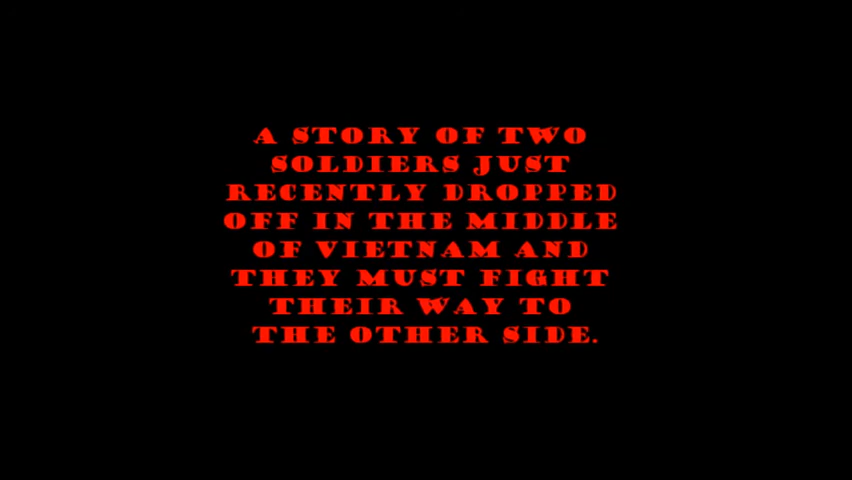 A STORY OF TWO
SOLDIERS JUST
RECENTLY DROPPED
OFF IN THE MIDDLE
OF VIETNAM AND
THEY MUST FIGHT
THEIR WAY TO
THE OTHER SIDE.